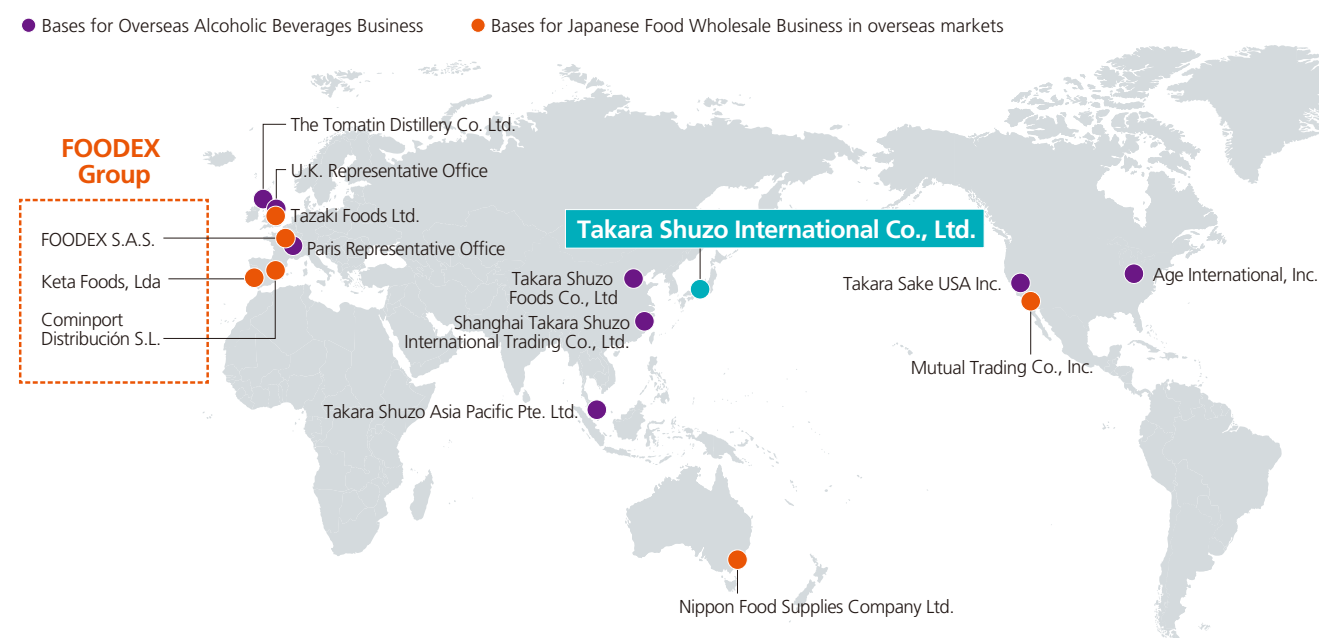 Bases for Overseas Alcoholic Beverages Business
Bases for Japanese Food Wholesale Business in overseas markets
The Tomatin Distillery Co. Ltd.
FOODEX
Group
U.K. Representative Office
Tazaki Foods Ltd.
Takara Shuzo International Co., Ltd.
FOODEX S.A.S.
Paris Representative Office
Keta Foods, Lda
Cominport
Distribución S.L.
Takara Shuzo
Foods Co., Ltd
Shanghai Takara Shuzo
International Trading Co., Ltd.
Takara Sake USA Inc.
Age International, Inc.
Mutual Trading Co., Inc.
Takara Shuzo Asia Pacific Pte. Ltd.
Nippon Food Supplies Company Ltd.